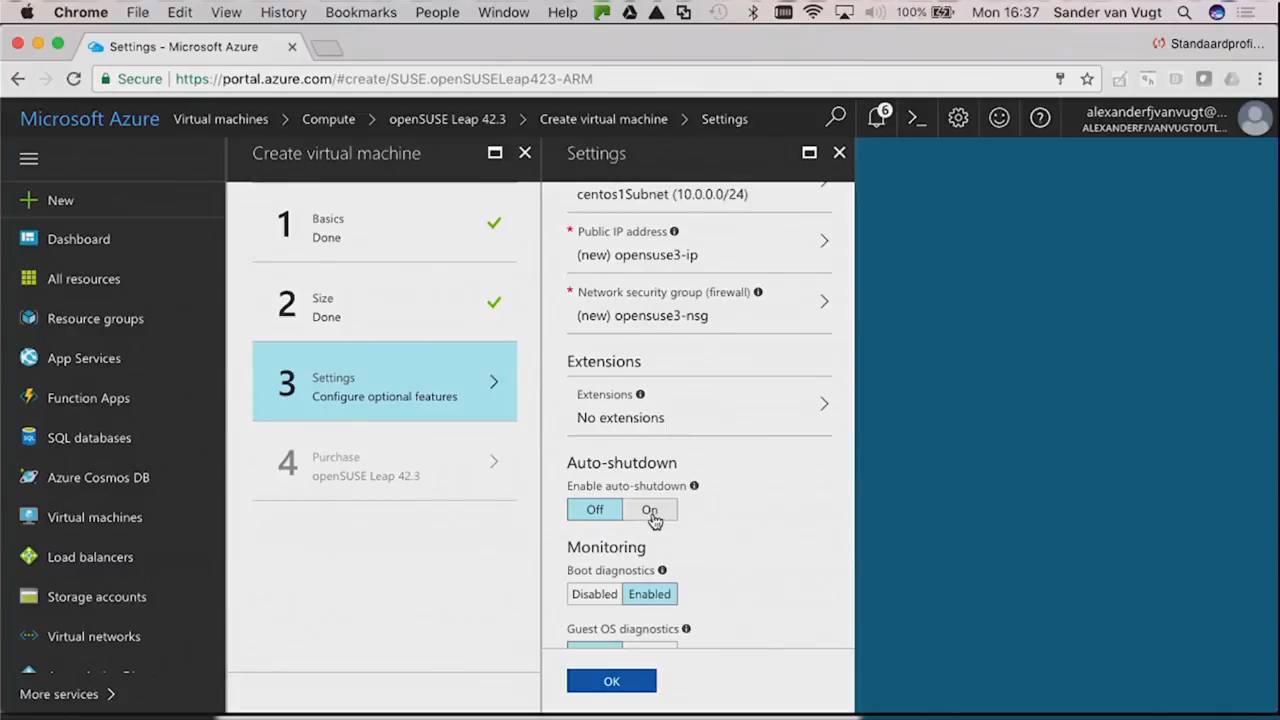 Chrome File Edit View History Bookmarks People Window Help 100% Mon 16:37 Sander van Vugt
Settings - Microsoft Azure
Standaardprofi...
Secure https://portal.azure.com/#create/SUSE.openSUSELeap423-ARM
Microsoft Azure Virtual machines > Compute > openSUSE Leap 42.3 > Create virtual machine > Settings
6
alexanderfjvanvugt@...
ALEXANDERFJVANVUGTOUTL...
New
Dashboard
All resources
Resource groups
App Services
Function Apps
SQL databases
Azure Cosmos DB
Virtual machines
Load balancers
Storage accounts
Virtual networks
More services
Create virtual machine
1
Basics
Done
2
Size
Done
3
Settings
Configure optional features
4
Purchase
openSUSE Leap 42.3
Settings
centos1Subnet (10.0.0.0/24)
* Public IP address
(new) opensuse3-ip
* Network security group (firewall)
(new) opensuse3-nsg
Extensions
Extensions
No extensions
Auto-shutdown
Enable auto-shutdown
Off On
Monitoring
Boot diagnostics
Disabled Enabled
Guest OS diagnostics
OK